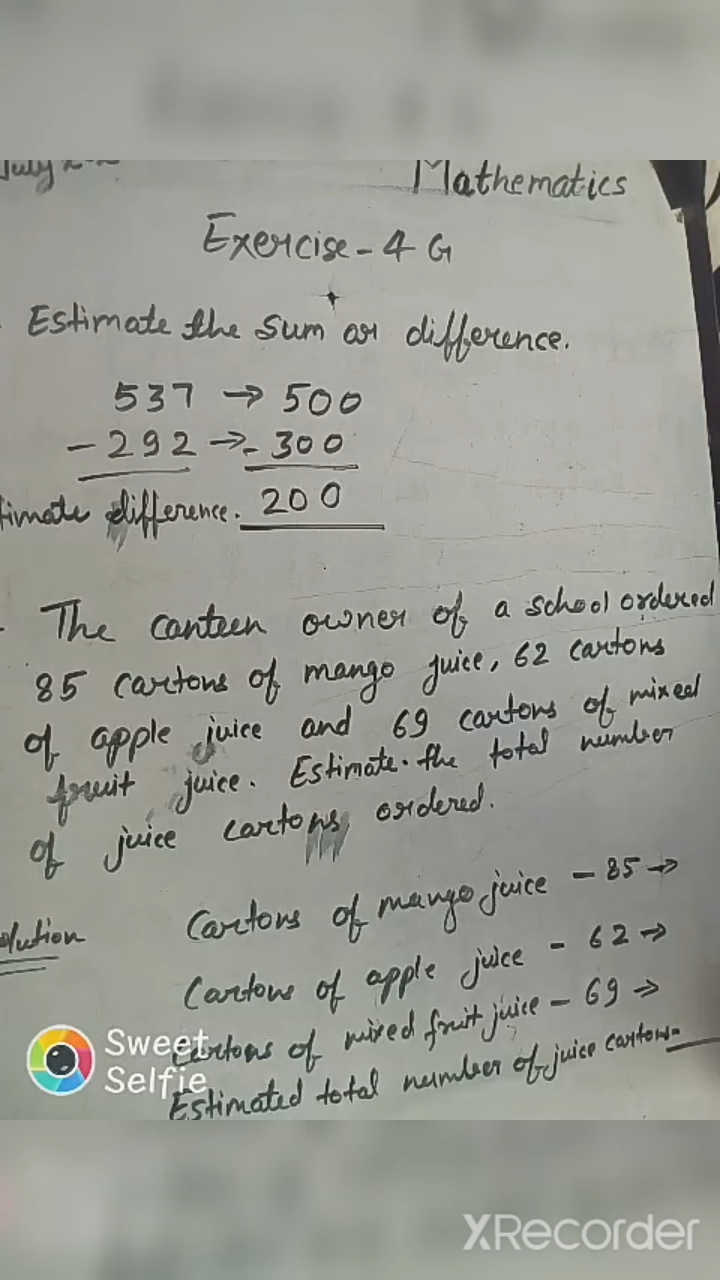 July
Mathematics
Exercise - 4 G
Estimate the sum or difference.
537 → 500
- 292 → - 300
timate difference. 200
The canteen owner of a school ordered
85 cartons of mango juice, 62 cartons
of apple juice and 69 cartons of mixed
fruit juice. Estimate the total number
of juice cartons ordered.
olution
Cartons of mango juice - 85 →
Cartons of apple juice - 62 →
Cartons of mixed fruit juice - 69 →
Estimated total number of juice cartons-
Sweet
Selfie
XRecorder